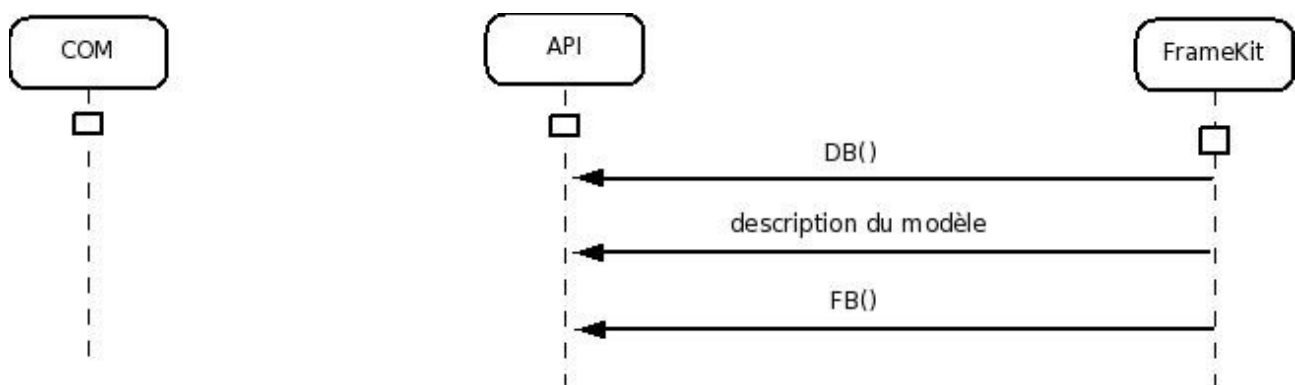 COM
API
FrameKit
DB()
description du modèle
FB()